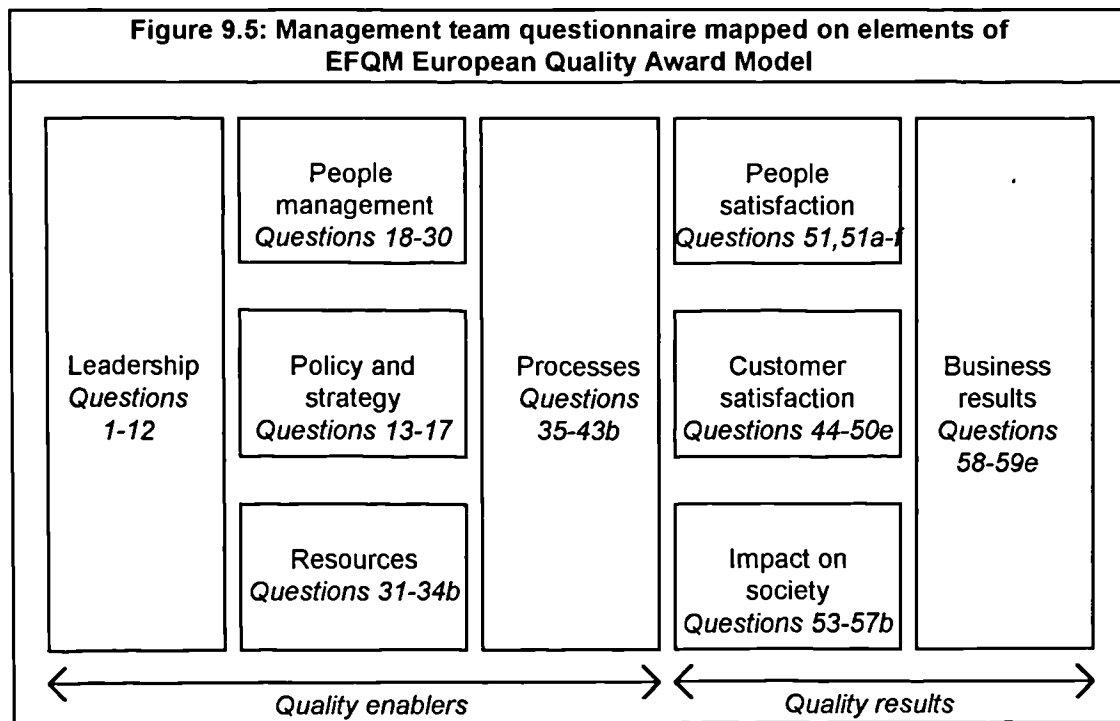 Figure 9.5: Management team questionnaire mapped on elements of
EFQM European Quality Award Model
Leadership
Questions
1-12
People
management
Questions 18-30
Policy and
strategy
Questions 13-17
Resources
Questions 31-34b
Processes
Questions
35-43b
People
satisfaction
Questions 51,51a-f
Customer
satisfaction
Questions 44-50e
Impact on
society
Questions 53-57b
Business
results
Questions
58-59e
Quality enablers
Quality results